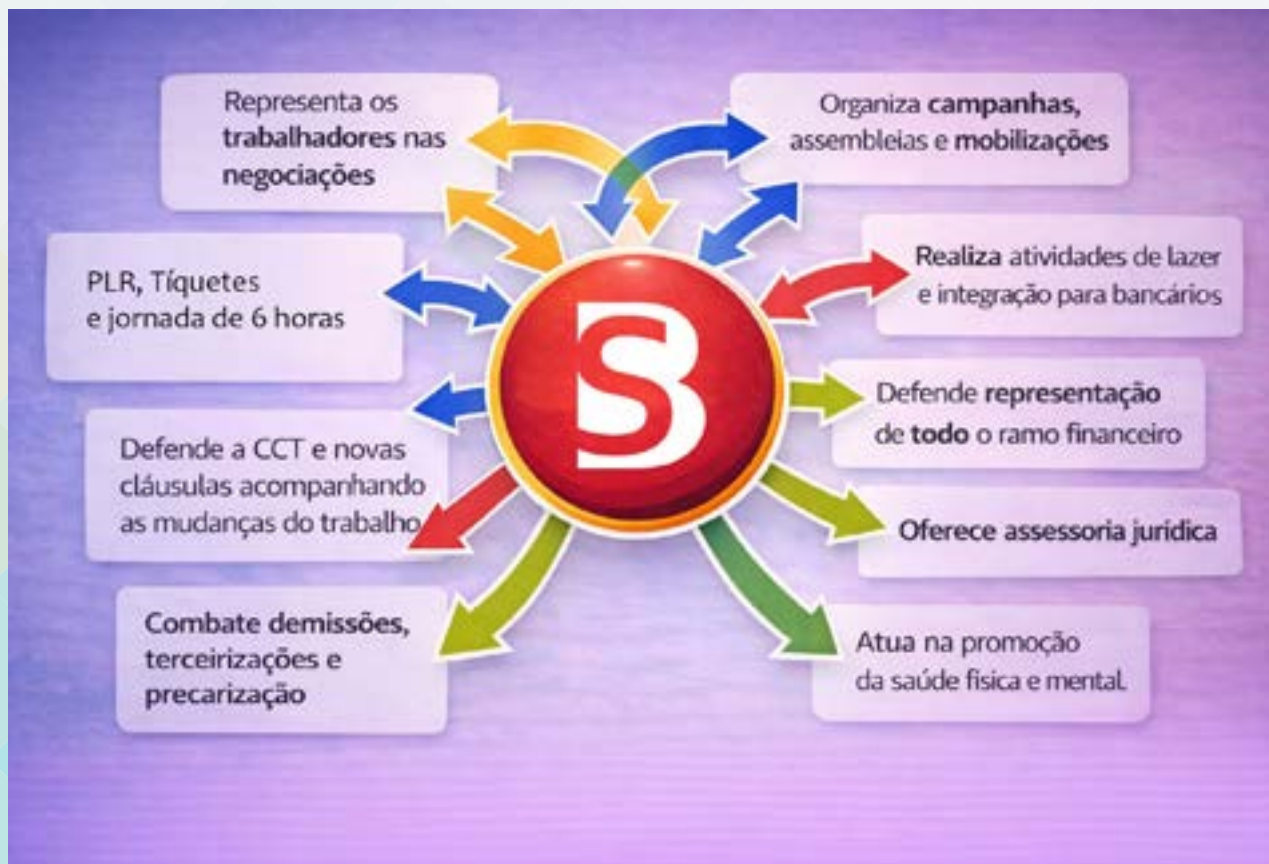 Representa os
trabalhadores nas
negociações
Organiza campanhas,
assembleias e mobilizações
PLR, Tíquetes
e jornada de 6 horas
Realiza atividades de lazer
e integração para bancários
SB
Defende a CCT e novas
cláusulas acompanhando
as mudanças do trabalho
Defende representação
de todo o ramo financeiro
Oferece assessoria jurídica
Combate demissões,
terceirizações e
precarização
Atua na promoção
da saúde física e mental.